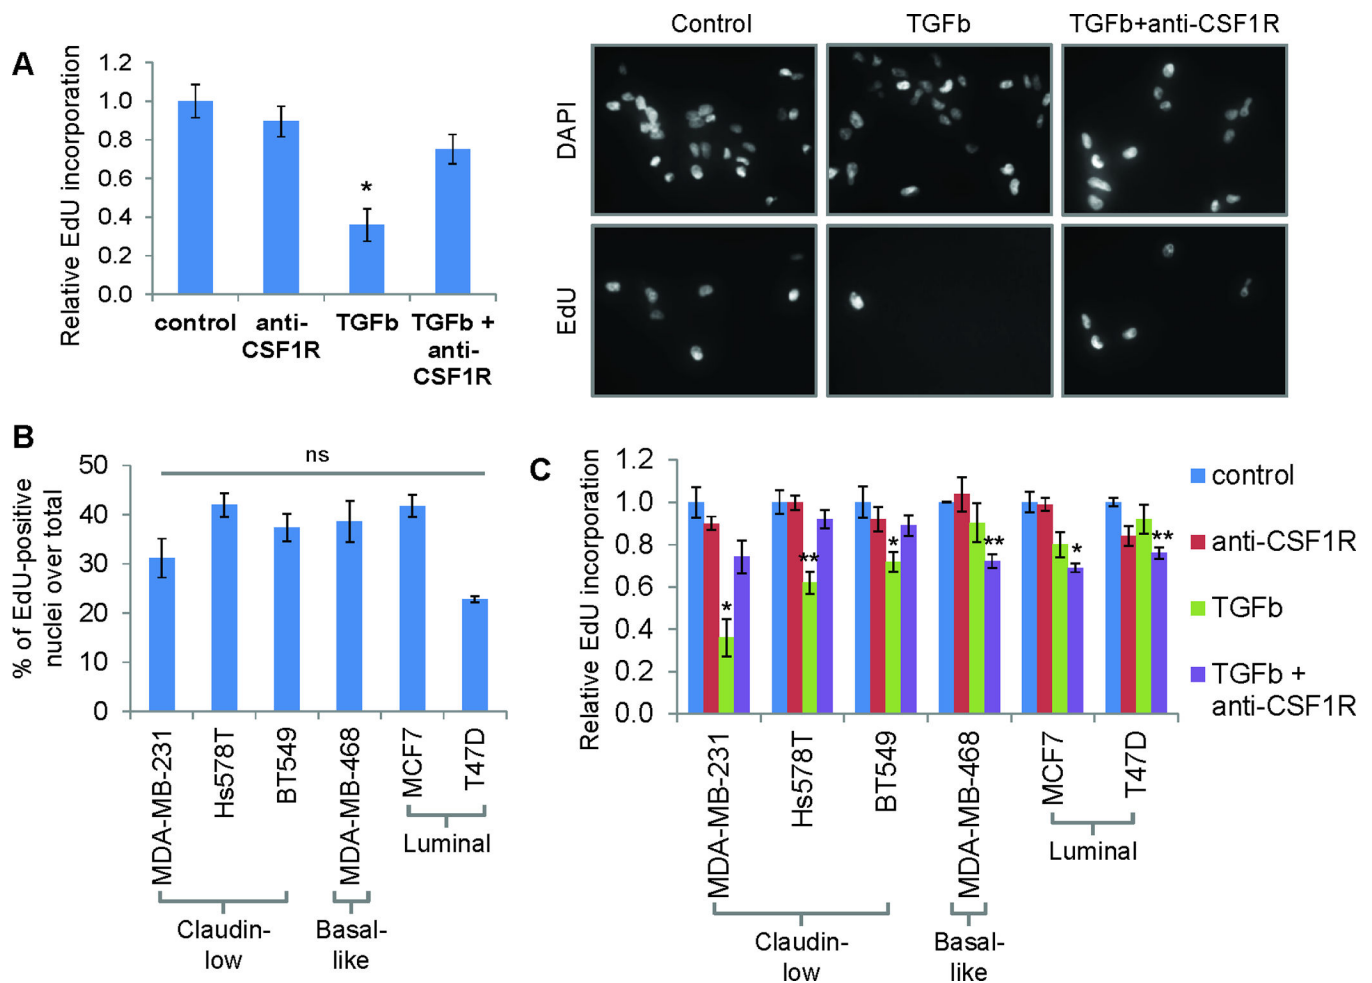 A
Relative EdU incorporation
1.2
1.0
0.8
0.6
0.4
0.2
0.0
*
control
anti-
CSF1R
TGFb
TGFb +
anti-
CSF1R
Control
TGFb
TGFb+anti-CSF1R
DAPI
EdU
B
% of EdU-positive
nuclei over total
50
40
30
20
10
0
ns
MDA-MB-231
Hs578T
BT549
MDA-MB-468
MCF7
T47D
Luminal
Claudin-
low
Basal-
like
C
Relative EdU incorporation
1.2
1.0
0.8
0.6
0.4
0.2
0.0
*
**
*
**
*
**
MDA-MB-231
Hs578T
BT549
MDA-MB-468
MCF7
T47D
Luminal
Claudin-
low
Basal-
like
control
anti-CSF1R
TGFb
TGFb +
anti-CSF1R